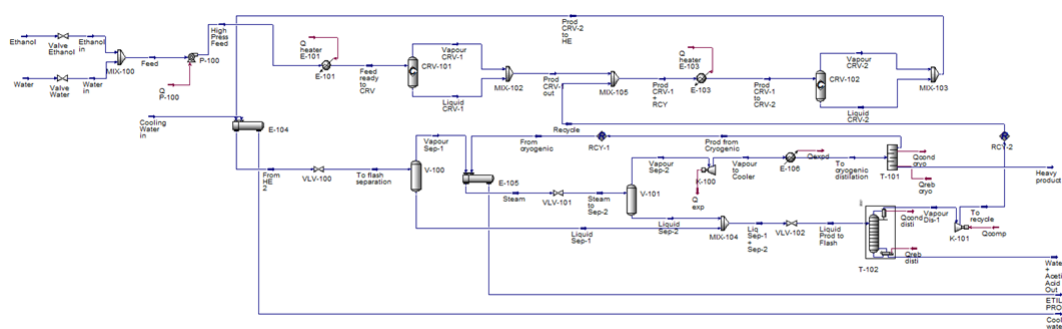 Ethanol
Valve
Ethanol
Ethanol
in
MIX-100
Feed
Water
Valve
Water
Water
in
High
Press
Feed
P-100
Q
P-100
Q
heater
E-101
E-101
Feed
ready
to
CRV
Vapour
CRV-1
CRV-101
Liquid
CRV-1
MIX-102
Prod
CRV-2
to
HE
Prod
CRV-1
out
MIX-105
Prod
CRV-1
+
RCY
Q
heater
E-103
E-103
Prod
CRV-1
to
CRV-2
Vapour
CRV-2
CRV-102
Liquid
CRV-2
MIX-103
Cooling
Water
in
E-104
From
HE
2
VLV-100
To flash
separation
Vapour
Sep-1
V-100
Liquid
Sep-1
From
cryogenic
RCY-1
Recycle
Prod from
Cryogenic
E-105
Steam
VLV-101
Steam
to
Sep-2
Vapour
Sep-2
V-101
Liquid
Sep-2
K-100
Q
exp
Vapour
to
Cooler
E-106
Qexpd
To
cryogenic
distilation
T-101
Qcond
cryo
Qreb
cryo
RCY-2
Heavy
product
MIX-104
Liq
Sep-1
+
Sep-2
VLV-102
Liquid
Prod to
Flash
Qcond
disti
Vapour
Dis-1
To
recycle
K-101
Qcomp
T-102
Qreb
disti
Wate
+
Aceti
Acid
Out
ETIL
PRO
Cool
wate